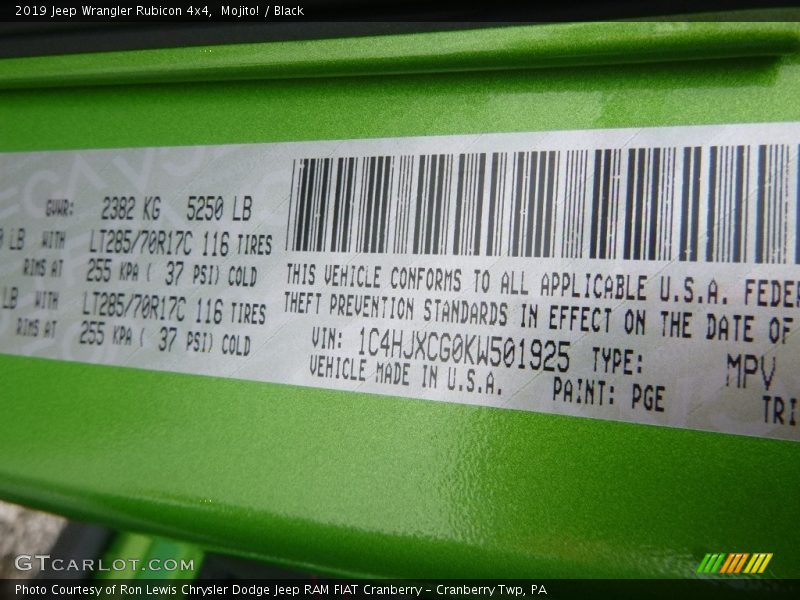 2019 Jeep Wrangler Rubicon 4x4, Mojito! / Black
GVWR: 2382 KG 5250 LB
LB WITH LT285/70R17C 116 TIRES
RIMS AT 255 KPA ( 37 PSI) COLD
LB WITH LT285/70R17C 116 TIRES
RIMS AT 255 KPA ( 37 PSI) COLD
THIS VEHICLE CONFORMS TO ALL APPLICABLE U.S.A. FEDER
THEFT PREVENTION STANDARDS IN EFFECT ON THE DATE OF
VIN: 1C4HJXCG0KW501925 TYPE: MPV
VEHICLE MADE IN U.S.A. PAINT: PGE
TRI
GTCARLOT.COM
Photo Courtesy of Ron Lewis Chrysler Dodge Jeep RAM FIAT Cranberry – Cranberry Twp, PA